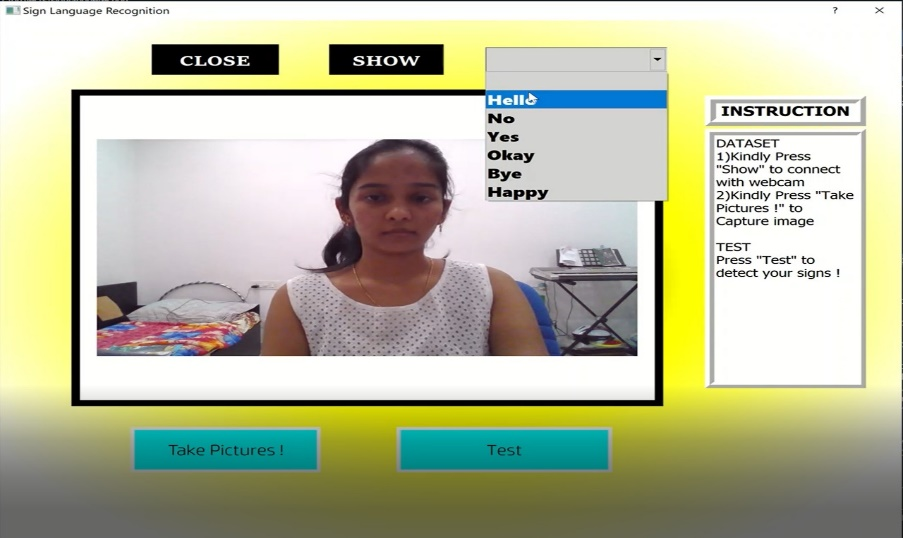 Sign Language Recognition
?
CLOSE
SHOW
Hello
No
Yes
Okay
Bye
Happy
INSTRUCTION
DATASET
1)Kindly Press
"Show" to connect
with webcam
2)Kindly Press "Take
Pictures !" to
Capture image
TEST
Press "Test" to
detect your signs !
Take Pictures !
Test